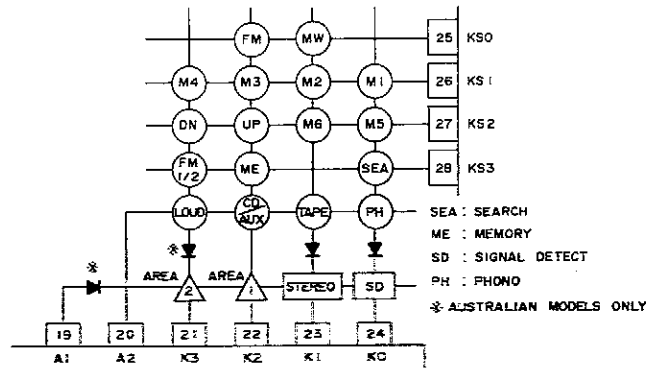 FM MW 25 KS0
M4 M3 M2 M1 26 KS1
DN UP M6 M5 27 KS2
FM 1/2 ME SEA 28 KS3
LOUD CD/AUX TAPE PH
SEA : SEARCH
ME : MEMORY
SD : SIGNAL DETECT
PH : PHONO
※ AUSTRALIAN MODELS ONLY
※
※
AREA 2 AREA 1 STEREO SD
19 20 21 22 23 24
A1 A2 K3 K2 K1 K0